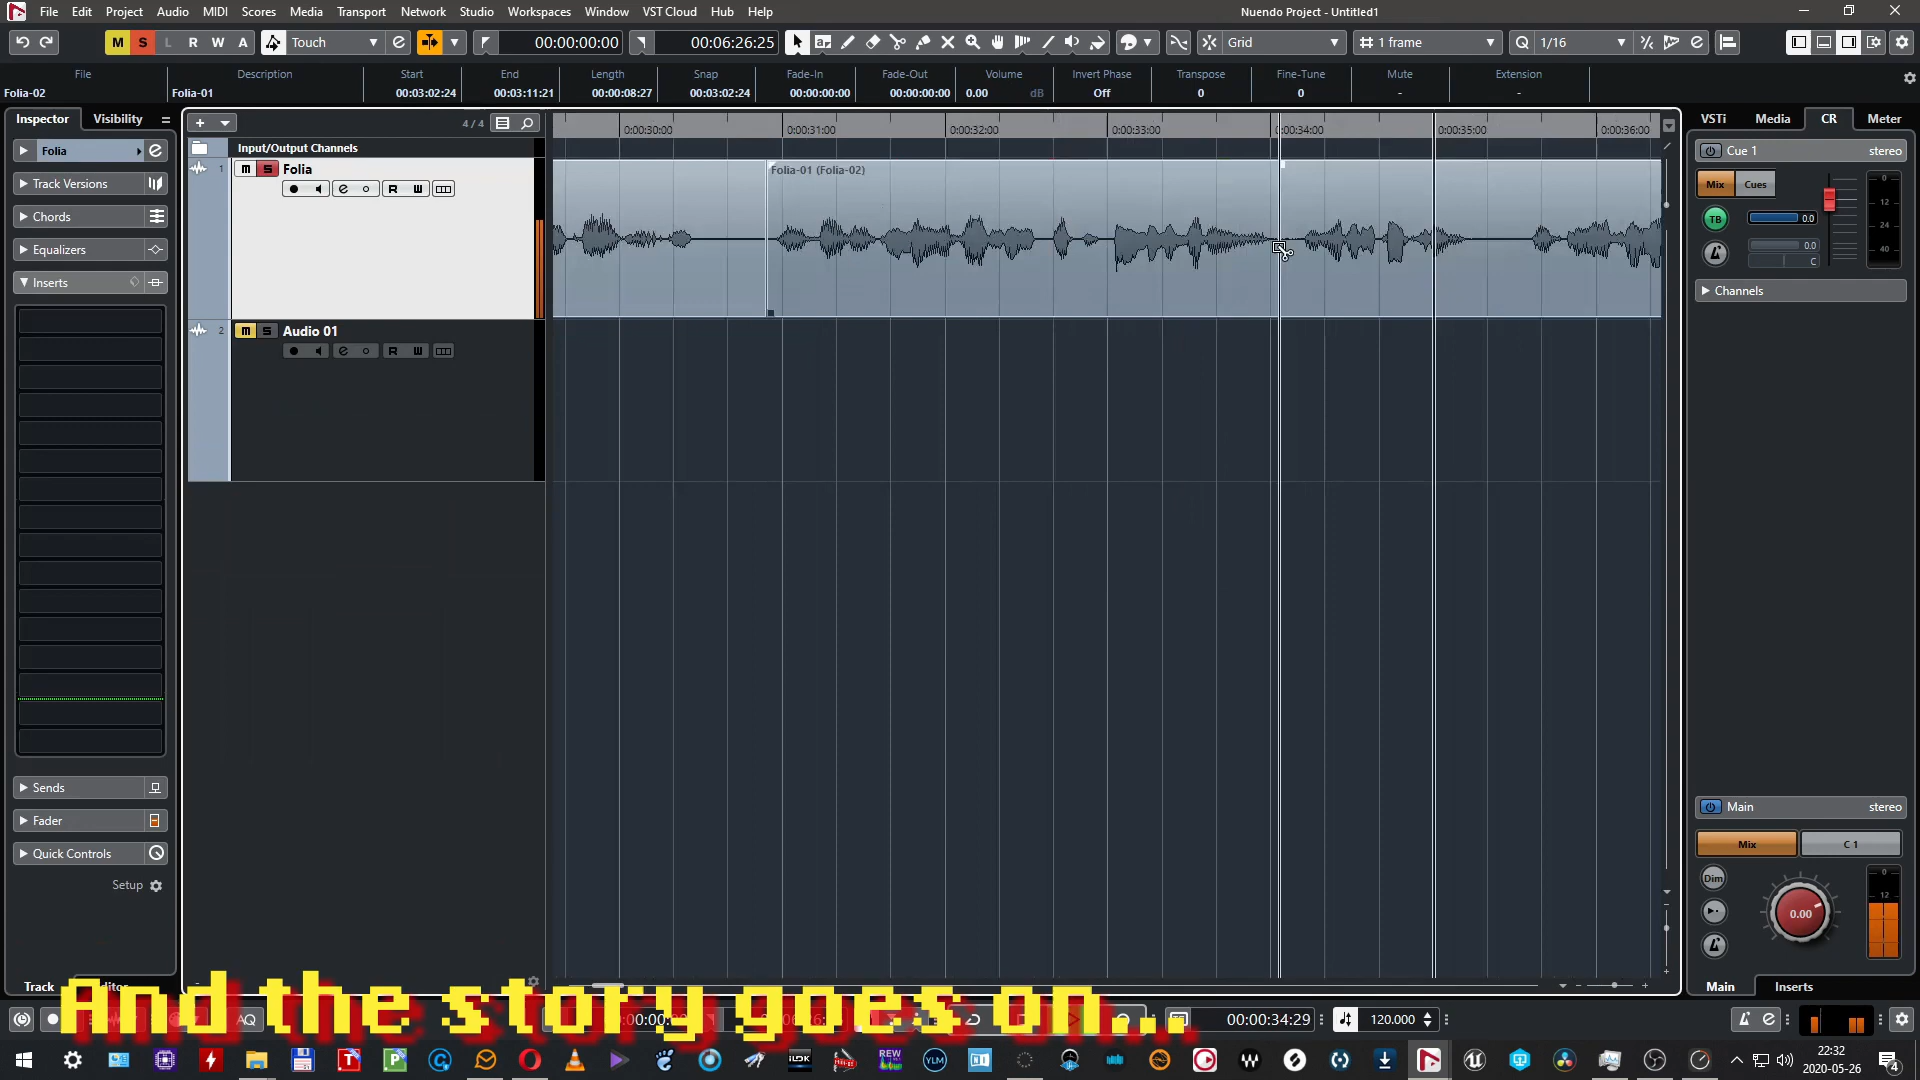 File Edit Project Audio MIDI Scores Media Transport Network Studio Workspaces Window VST Cloud Hub Help
Nuendo Project - Untitled1
M S L R W A Touch 00:00:00:00 00:06:26:25 Grid 1 frame Q 1/16
File Description Start End Length Snap Fade-In Fade-Out Volume Invert Phase Transpose Fine-Tune Mute Extension
Folia-02 Folia-01 00:03:02:24 00:03:11:21 00:00:08:27 00:03:02:24 00:00:00:00 00:00:00:00 0.00 dB Off 0 0 - -
Inspector Visibility
Folia
Track Versions
Chords
Equalizers
Inserts
Sends
Fader
Quick Controls
Setup
4 / 4
Input/Output Channels
1 m S Folia
R W
2 m S Audio 01
R W
0:00:30:00 0:00:31:00 0:00:32:00 0:00:33:00 0:00:34:00 0:00:35:00 0:00:36:00
Folia-01 (Folia-02)
VSTi Media CR Meter
Cue 1 stereo
Mix Cues
TB 0.0
0.0
C
0
12
24
40
Channels
Main stereo
Mix C 1
Dim
0.00
0
12
Track
Main Inserts
And the story goes on...
AQ
00:00:34:29 120.000
REW
YLM
22:32
2020-05-26
4